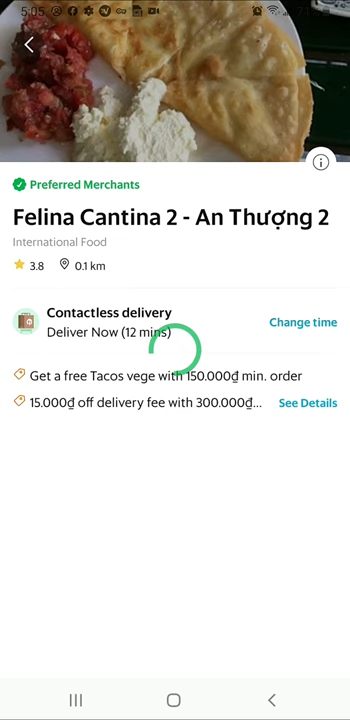 5:05
Preferred Merchants
Felina Cantina 2 - An Thượng 2
International Food
3.8 0.1 km
Contactless delivery
Deliver Now (12 mins)
Change time
Get a free Tacos vege with 150.000₫ min. order
15.000₫ off delivery fee with 300.000₫... See Details